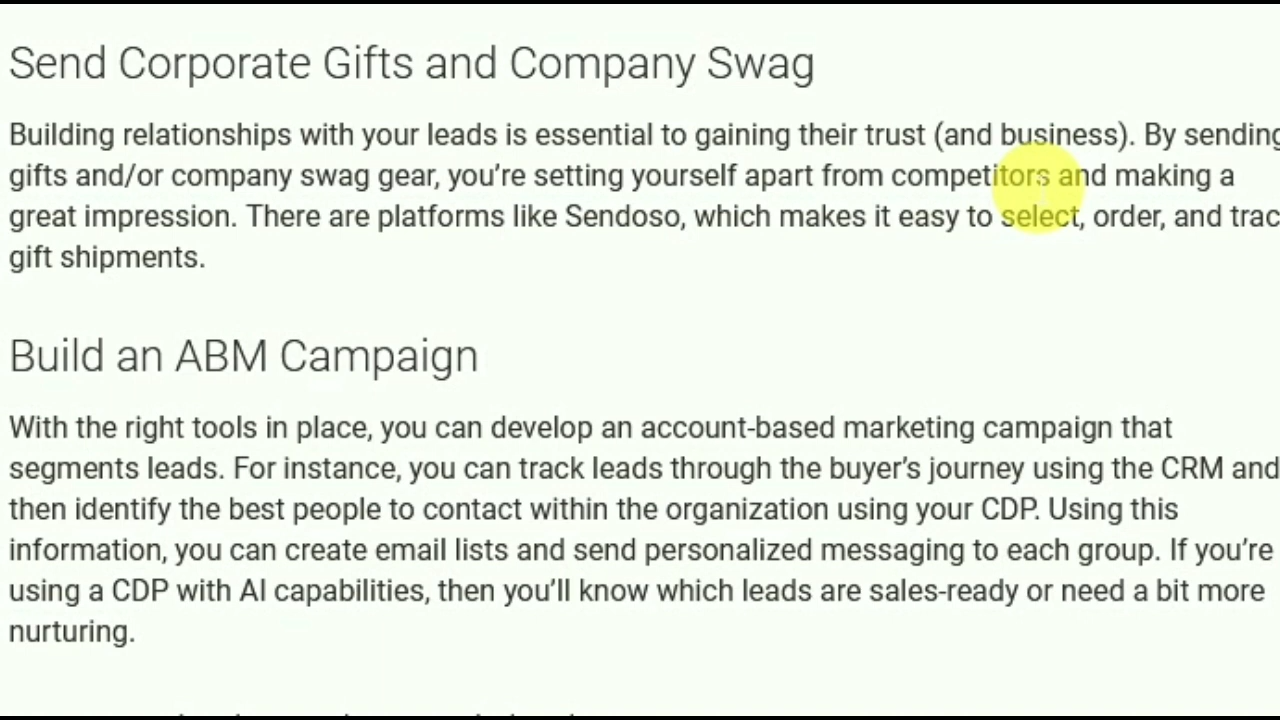 Send Corporate Gifts and Company Swag
Building relationships with your leads is essential to gaining their trust (and business). By sending
gifts and/or company swag gear, you're setting yourself apart from competitors and making a
great impression. There are platforms like Sendoso, which makes it easy to select, order, and trac
gift shipments.
Build an ABM Campaign
With the right tools in place, you can develop an account-based marketing campaign that
segments leads. For instance, you can track leads through the buyer's journey using the CRM and
then identify the best people to contact within the organization using your CDP. Using this
information, you can create email lists and send personalized messaging to each group. If you're
using a CDP with AI capabilities, then you'll know which leads are sales-ready or need a bit more
nurturing.